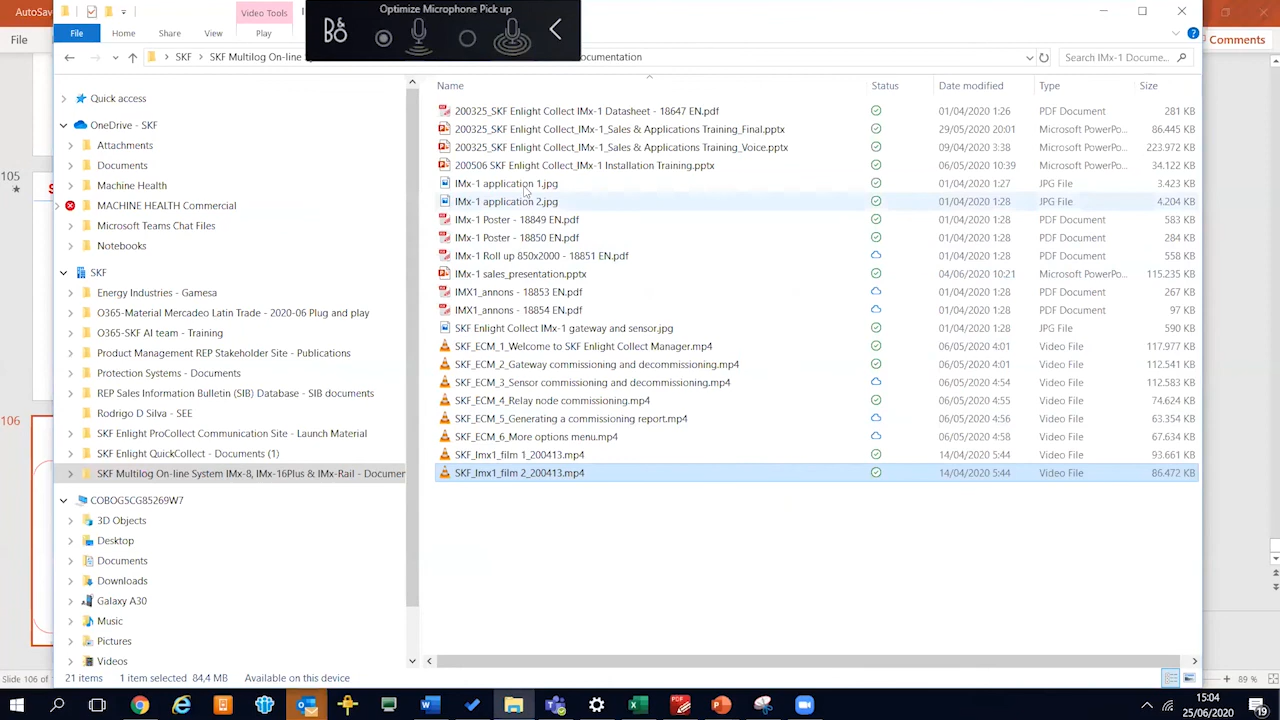 AutoSav
Video Tools
Optimize Microphone Pick up
B&O
File
File
Home
Share
View
Play
Comments
SKF
SKF Multilog On-line
ocumentation
Search IMx-1 Docume...
Name
Status
Date modified
Type
Size
Quick access
OneDrive - SKF
Attachments
Documents
Machine Health
MACHINE HEALTH Commercial
Microsoft Teams Chat Files
Notebooks
SKF
Energy Industries - Gamesa
O365-Material Mercadeo Latin Trade - 2020-06 Plug and play
O365-SKF AI team - Training
Product Management REP Stakeholder Site - Publications
Protection Systems - Documents
REP Sales Information Bulletin (SIB) Database - SIB documents
Rodrigo D Silva - SEE
SKF Enlight ProCollect Communication Site - Launch Material
SKF Enlight QuickCollect - Documents (1)
SKF Multilog On-line System IMx-8, IMx-16Plus & IMx-Rail - Documer
COBOG5CG85269W7
3D Objects
Desktop
Documents
Downloads
Galaxy A30
Music
Pictures
Videos
200325_SKF Enlight Collect IMx-1 Datasheet - 18647 EN.pdf 01/04/2020 1:26 PDF Document 281 KB
200325_SKF Enlight Collect_IMx-1_Sales & Applications Training_Final.pptx 29/05/2020 20:01 Microsoft PowerPo... 86.445 KB
200325_SKF Enlight Collect_IMx-1_Sales & Applications Training_Voice.pptx 09/04/2020 3:38 Microsoft PowerPo... 223.972 KB
200506 SKF Enlight Collect_IMx-1 Installation Training.pptx 06/05/2020 10:39 Microsoft PowerPo... 34.122 KB
IMx-1 application 1.jpg 01/04/2020 1:27 JPG File 3.423 KB
IMx-1 application 2.jpg 01/04/2020 1:28 JPG File 4.204 KB
IMx-1 Poster - 18849 EN.pdf 01/04/2020 1:28 PDF Document 583 KB
IMx-1 Poster - 18850 EN.pdf 01/04/2020 1:28 PDF Document 284 KB
IMx-1 Roll up 850x2000 - 18851 EN.pdf 01/04/2020 1:28 PDF Document 558 KB
IMx-1 sales_presentation.pptx 04/06/2020 10:21 Microsoft PowerPo... 115.235 KB
IMX1_annons - 18853 EN.pdf 01/04/2020 1:28 PDF Document 267 KB
IMX1_annons - 18854 EN.pdf 01/04/2020 1:28 PDF Document 97 KB
SKF Enlight Collect IMx-1 gateway and sensor.jpg 01/04/2020 1:28 JPG File 590 KB
SKF_ECM_1_Welcome to SKF Enlight Collect Manager.mp4 06/05/2020 4:01 Video File 117.977 KB
SKF_ECM_2_Gateway commissioning and decommissioning.mp4 06/05/2020 4:01 Video File 112.541 KB
SKF_ECM_3_Sensor commissioning and decommissioning.mp4 06/05/2020 4:54 Video File 112.583 KB
SKF_ECM_4_Relay node commissioning.mp4 06/05/2020 4:55 Video File 74.624 KB
SKF_ECM_5_Generating a commissioning report.mp4 06/05/2020 4:56 Video File 63.354 KB
SKF_ECM_6_More options menu.mp4 06/05/2020 4:58 Video File 67.634 KB
SKF_Imx1_film 1_200413.mp4 14/04/2020 5:44 Video File 93.661 KB
SKF_Imx1_film 2_200413.mp4 14/04/2020 5:44 Video File 86.472 KB
105
106
21 items 1 item selected 84,4 MB Available on this device
Slide 106 of
89 %
15:04
25/06/2020
19